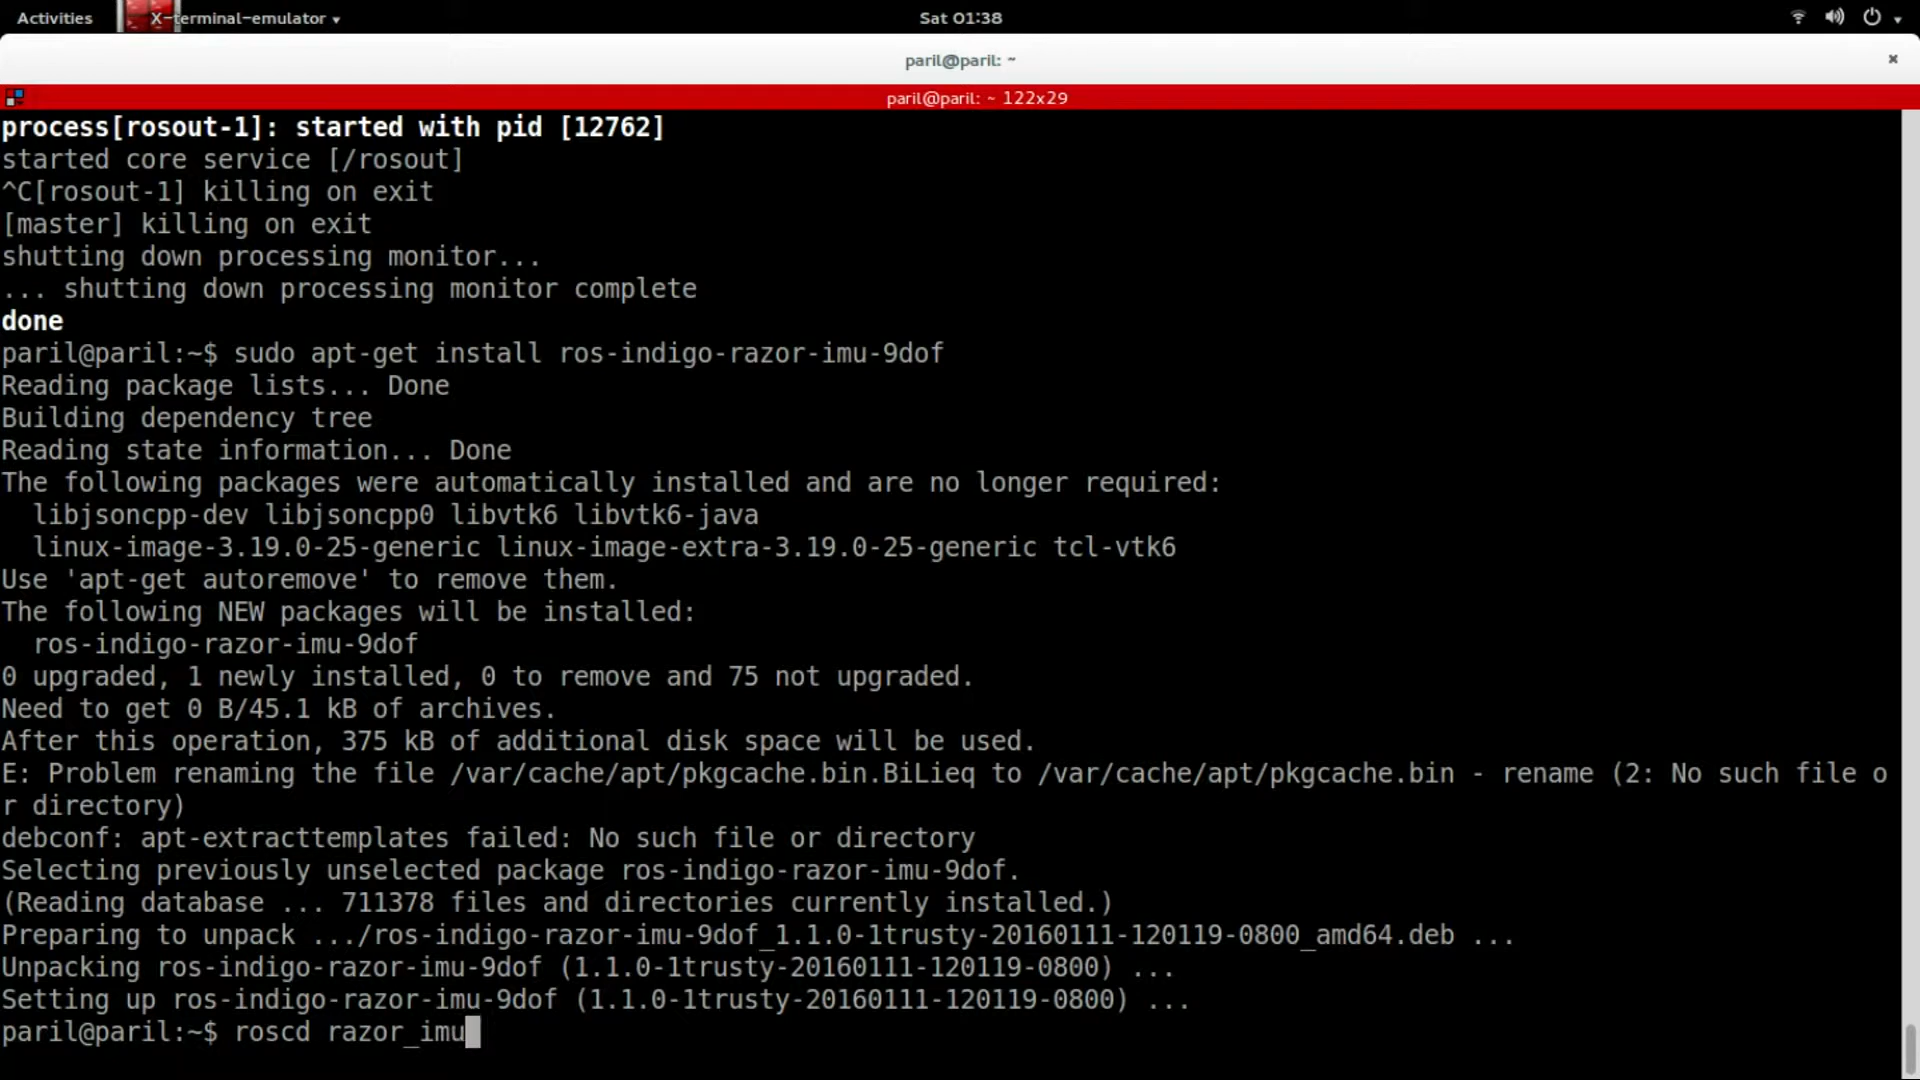 Activities X-terminal-emulator Sat 01:38
paril@paril: ~
paril@paril: ~ 122x29
process[rosout-1]: started with pid [12762]
started core service [/rosout]
^C[rosout-1] killing on exit
[master] killing on exit
shutting down processing monitor...
... shutting down processing monitor complete
done
paril@paril:~$ sudo apt-get install ros-indigo-razor-imu-9dof
Reading package lists... Done
Building dependency tree
Reading state information... Done
The following packages were automatically installed and are no longer required:
  libjsoncpp-dev libjsoncpp0 libvtk6 libvtk6-java
  linux-image-3.19.0-25-generic linux-image-extra-3.19.0-25-generic tcl-vtk6
Use 'apt-get autoremove' to remove them.
The following NEW packages will be installed:
  ros-indigo-razor-imu-9dof
0 upgraded, 1 newly installed, 0 to remove and 75 not upgraded.
Need to get 0 B/45.1 kB of archives.
After this operation, 375 kB of additional disk space will be used.
E: Problem renaming the file /var/cache/apt/pkgcache.bin.BiLieq to /var/cache/apt/pkgcache.bin - rename (2: No such file o
r directory)
debconf: apt-extracttemplates failed: No such file or directory
Selecting previously unselected package ros-indigo-razor-imu-9dof.
(Reading database ... 711378 files and directories currently installed.)
Preparing to unpack .../ros-indigo-razor-imu-9dof_1.1.0-1trusty-20160111-120119-0800_amd64.deb ...
Unpacking ros-indigo-razor-imu-9dof (1.1.0-1trusty-20160111-120119-0800) ...
Setting up ros-indigo-razor-imu-9dof (1.1.0-1trusty-20160111-120119-0800) ...
paril@paril:~$ roscd razor_imu